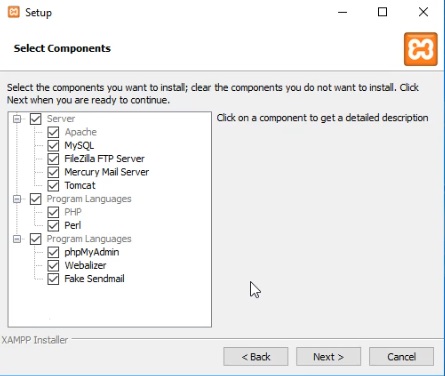 Setup
Select Components
Select the components you want to install; clear the components you do not want to install. Click
Next when you are ready to continue.
Server
Apache
MySQL
FileZilla FTP Server
Mercury Mail Server
Tomcat
Program Languages
PHP
Perl
Program Languages
phpMyAdmin
Webalizer
Fake Sendmail
Click on a component to get a detailed description
XAMPP Installer
< Back
Next >
Cancel